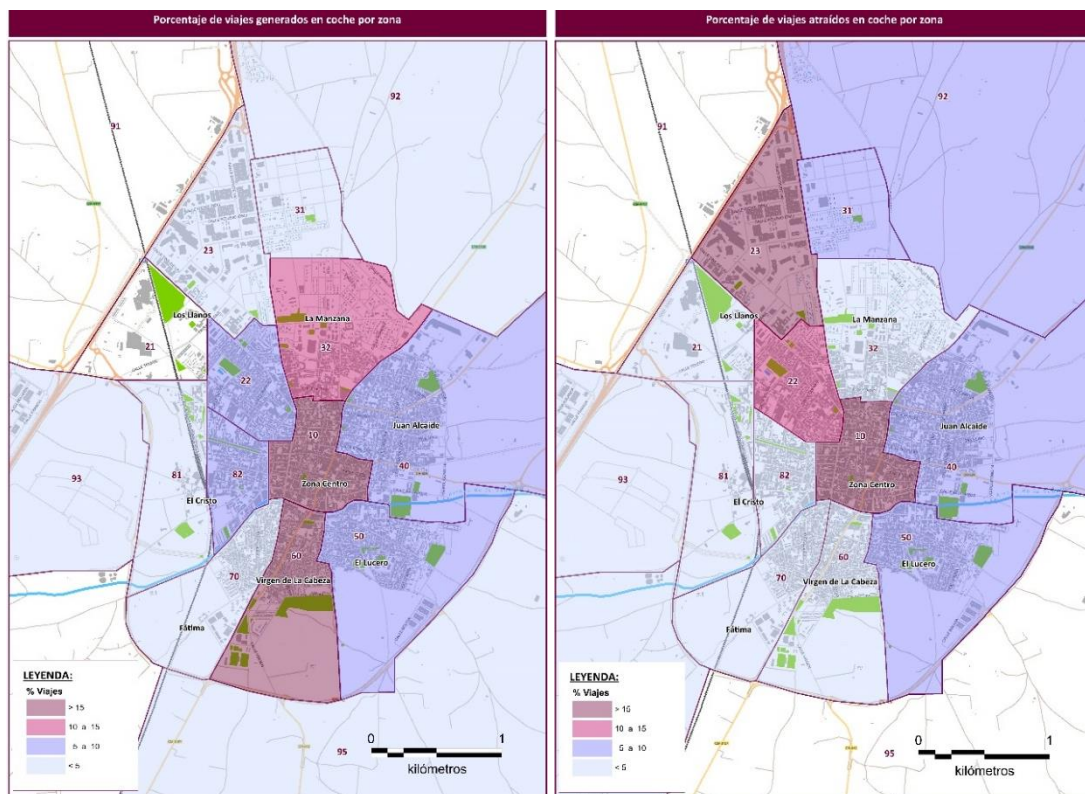 Porcentaje de viajes generados en coche por zona
92
91
31
23
Los Llanos
La Manzana
21
32
22
Juan Alcaide
10
40
93
81
82
Zona Centro
El Cristo
50
60
El Lucero
70
Virgen de La Cabeza
Fátima
LEYENDA:
% Viajes
> 15
10 a 15
5 a 10
< 5
95
0 1
kilómetros
Porcentaje de viajes atraídos en coche por zona
92
91
31
23
Los Llanos
La Manzana
21
32
22
Juan Alcaide
10
40
93
81
82
Zona Centro
El Cristo
50
60
El Lucero
70
Virgen de La Cabeza
Fátima
LEYENDA:
% Viajes
> 15
10 a 15
5 a 10
< 5
95
0 1
kilómetros